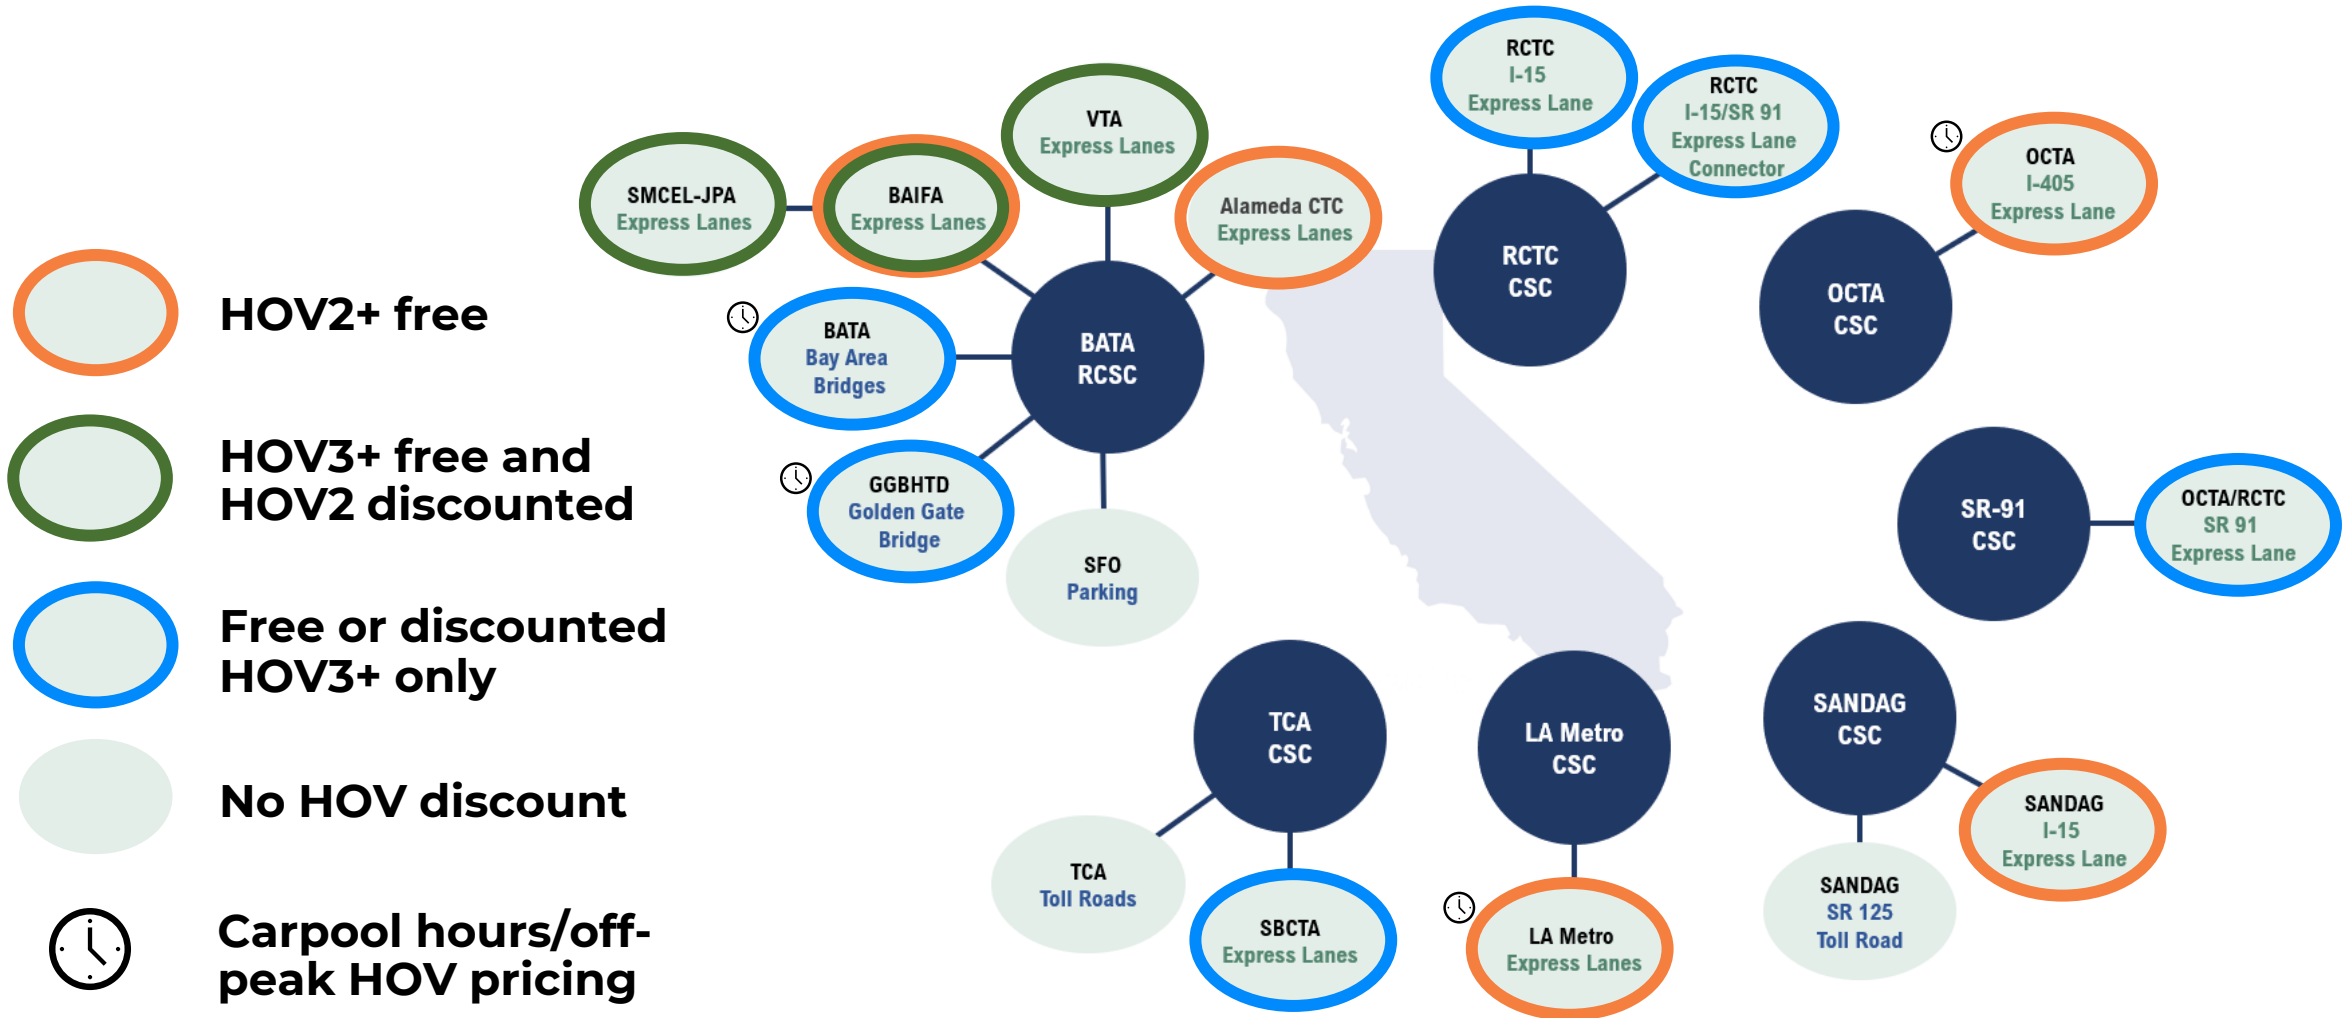 HOV2+ free
HOV3+ free and
HOV2 discounted
Free or discounted
HOV3+ only
No HOV discount
Carpool hours/off-
peak HOV pricing
SMCEL-JPA
Express Lanes
BAIFA
Express Lanes
VTA
Express Lanes
Alameda CTC
Express Lanes
BATA
Bay Area
Bridges
BATA
RCSC
GGBHTD
Golden Gate
Bridge
SFO
Parking
RCTC
I-15
Express Lane
RCTC
I-15/SR 91
Express Lane
Connector
RCTC
CSC
OCTA
I-405
Express Lane
OCTA
CSC
SR-91
CSC
OCTA/RCTC
SR 91
Express Lane
TCA
CSC
TCA
Toll Roads
SBCTA
Express Lanes
LA Metro
CSC
LA Metro
Express Lanes
SANDAG
CSC
SANDAG
I-15
Express Lane
SANDAG
SR 125
Toll Road